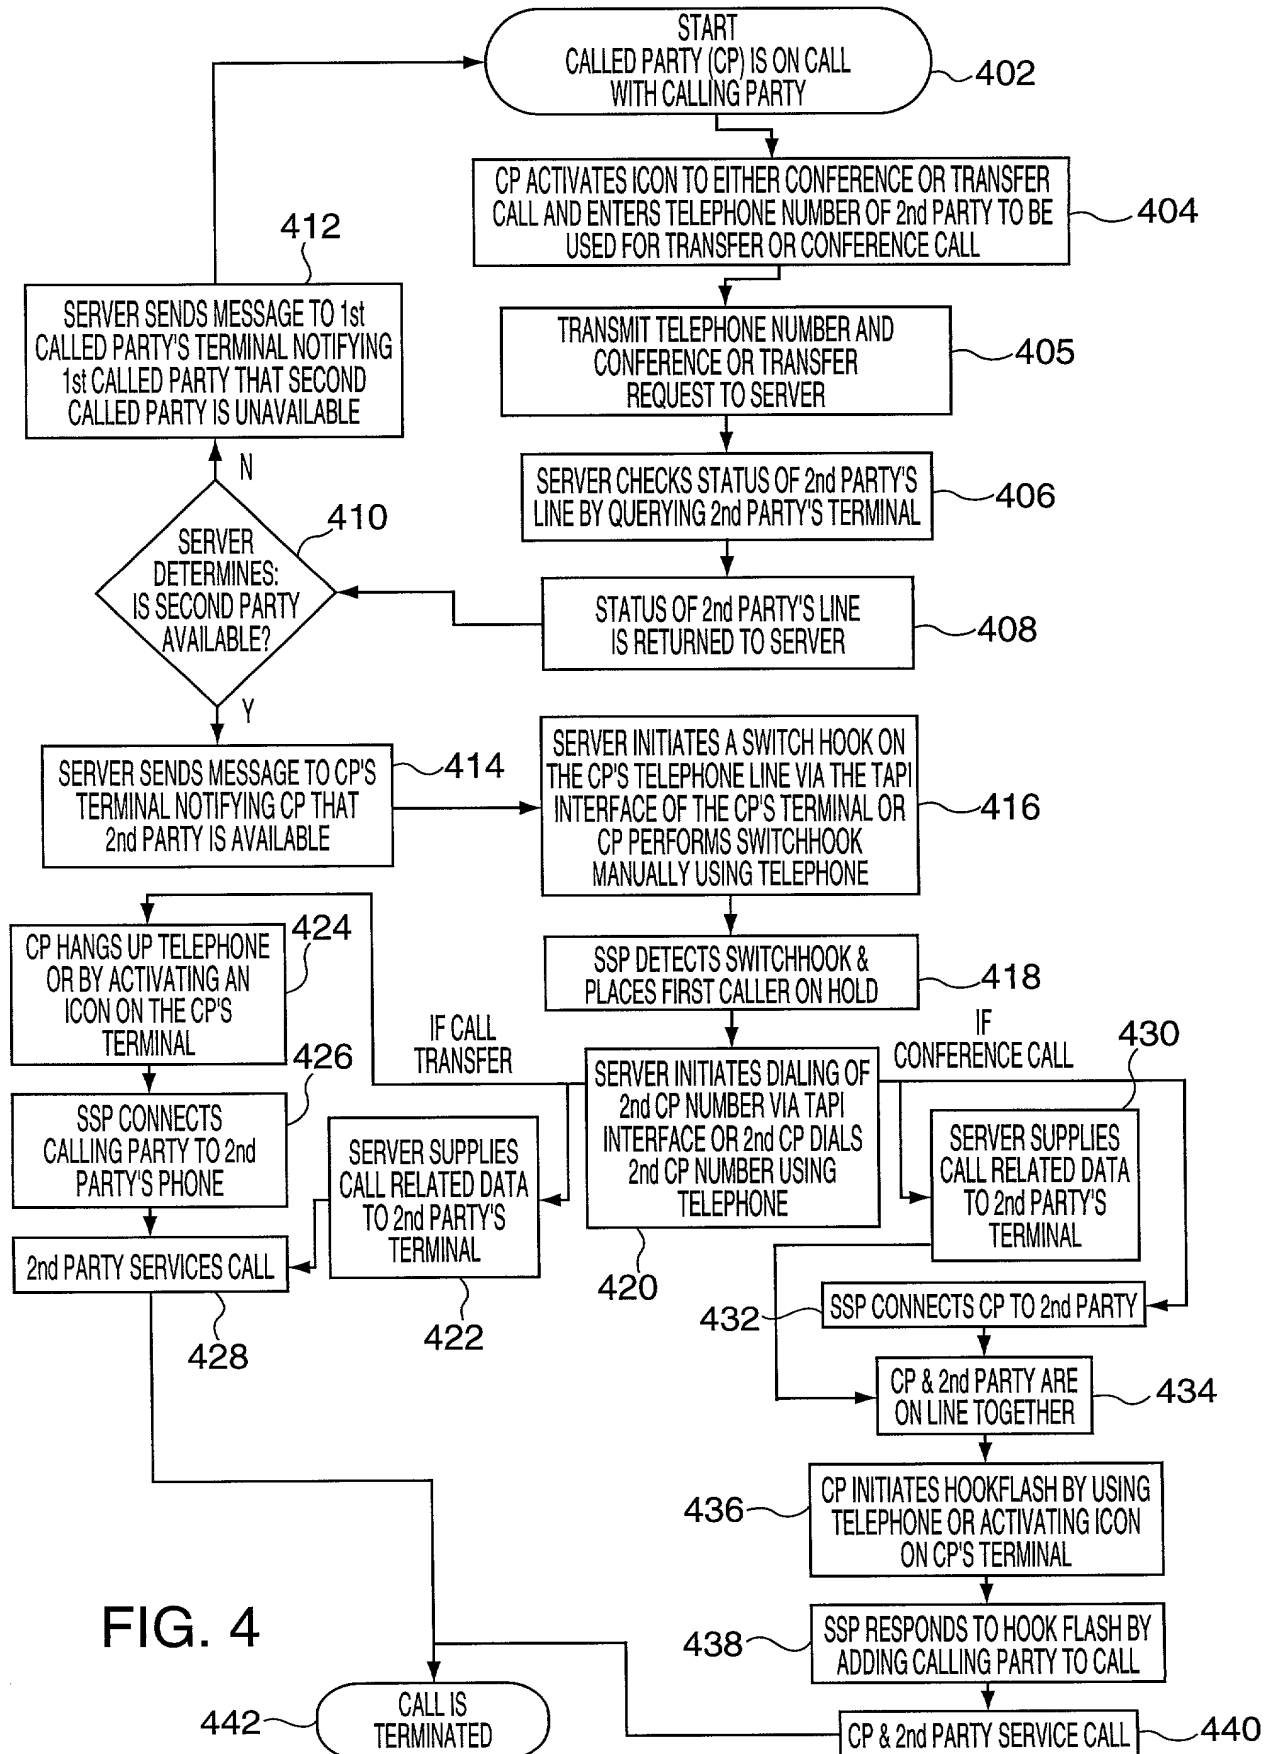 START
CALLED PARTY (CP) IS ON CALL
WITH CALLING PARTY
402
CP ACTIVATES ICON TO EITHER CONFERENCE OR TRANSFER
CALL AND ENTERS TELEPHONE NUMBER OF 2nd PARTY TO BE
USED FOR TRANSFER OR CONFERENCE CALL
404
412
SERVER SENDS MESSAGE TO 1st
CALLED PARTY'S TERMINAL NOTIFYING
1st CALLED PARTY THAT SECOND
CALLED PARTY IS UNAVAILABLE
TRANSMIT TELEPHONE NUMBER AND
CONFERENCE OR TRANSFER
REQUEST TO SERVER
405
SERVER CHECKS STATUS OF 2nd PARTY'S
LINE BY QUERYING 2nd PARTY'S TERMINAL
406
N
410
SERVER
DETERMINES:
IS SECOND PARTY
AVAILABLE?
Y
STATUS OF 2nd PARTY'S LINE
IS RETURNED TO SERVER
408
SERVER SENDS MESSAGE TO CP'S
TERMINAL NOTIFYING CP THAT
2nd PARTY IS AVAILABLE
414
SERVER INITIATES A SWITCH HOOK ON
THE CP'S TELEPHONE LINE VIA THE TAPI
INTERFACE OF THE CP'S TERMINAL OR
CP PERFORMS SWITCHHOOK
MANUALLY USING TELEPHONE
416
SSP DETECTS SWITCHHOOK &
PLACES FIRST CALLER ON HOLD
418
CP HANGS UP TELEPHONE
OR BY ACTIVATING AN
ICON ON THE CP'S
TERMINAL
424
IF CALL
TRANSFER
SERVER INITIATES DIALING OF
2nd CP NUMBER VIA TAPI
INTERFACE OR 2nd CP DIALS
2nd CP NUMBER USING
TELEPHONE
420
IF
CONFERENCE CALL
430
SERVER SUPPLIES
CALL RELATED DATA
TO 2nd PARTY'S
TERMINAL
426
SSP CONNECTS
CALLING PARTY TO 2nd
PARTY'S PHONE
SERVER SUPPLIES
CALL RELATED DATA
TO 2nd PARTY'S
TERMINAL
422
2nd PARTY SERVICES CALL
428
432
SSP CONNECTS CP TO 2nd PARTY
CP & 2nd PARTY ARE
ON LINE TOGETHER
434
436
CP INITIATES HOOKFLASH BY USING
TELEPHONE OR ACTIVATING ICON
ON CP'S TERMINAL
438
SSP RESPONDS TO HOOK FLASH BY
ADDING CALLING PARTY TO CALL
CP & 2nd PARTY SERVICE CALL
440
FIG. 4
442
CALL IS
TERMINATED